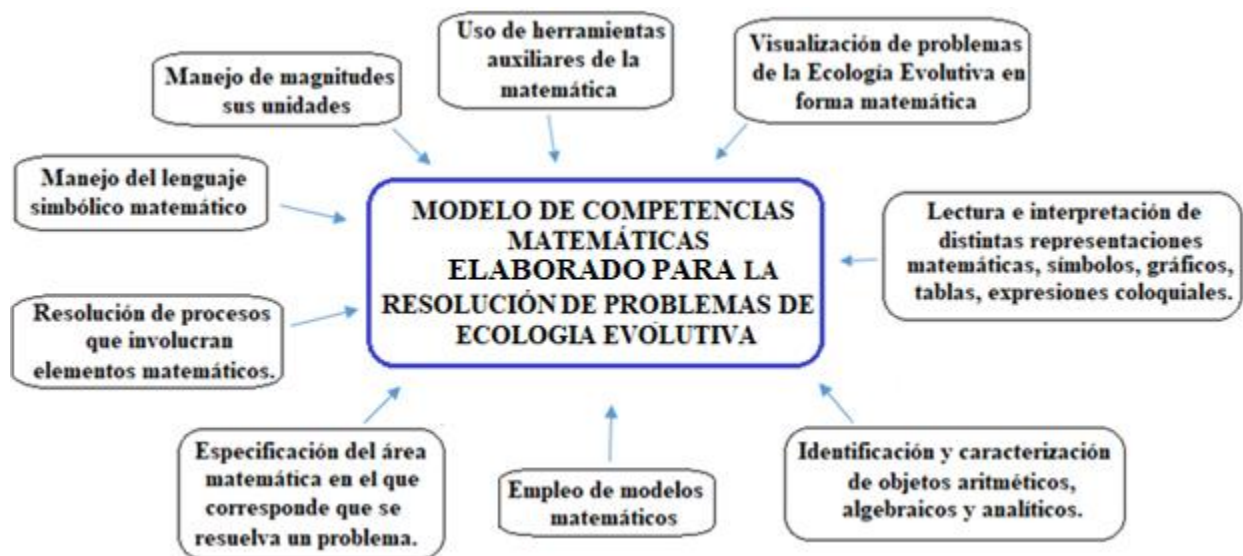 Manejo de magnitudes
sus unidades
Uso de herramientas
auxiliares de la
matemática
Visualización de problemas
de la Ecología Evolutiva en
forma matemática
Manejo del lenguaje
simbólico matemático
MODELO DE COMPETENCIAS
MATEMÁTICAS
ELABORADO PARA LA
RESOLUCIÓN DE PROBLEMAS DE
ECOLOGIA EVOLUTIVA
Lectura e interpretación de
distintas representaciones
matemáticas, símbolos, gráficos,
tablas, expresiones coloquiales.
Resolución de procesos
que involucran
elementos matemáticos.
Especificación del área
matemática en el que
corresponde que se
resuelva un problema.
Empleo de modelos
matemáticos
Identificación y caracterización
de objetos aritméticos,
algebraicos y analíticos.